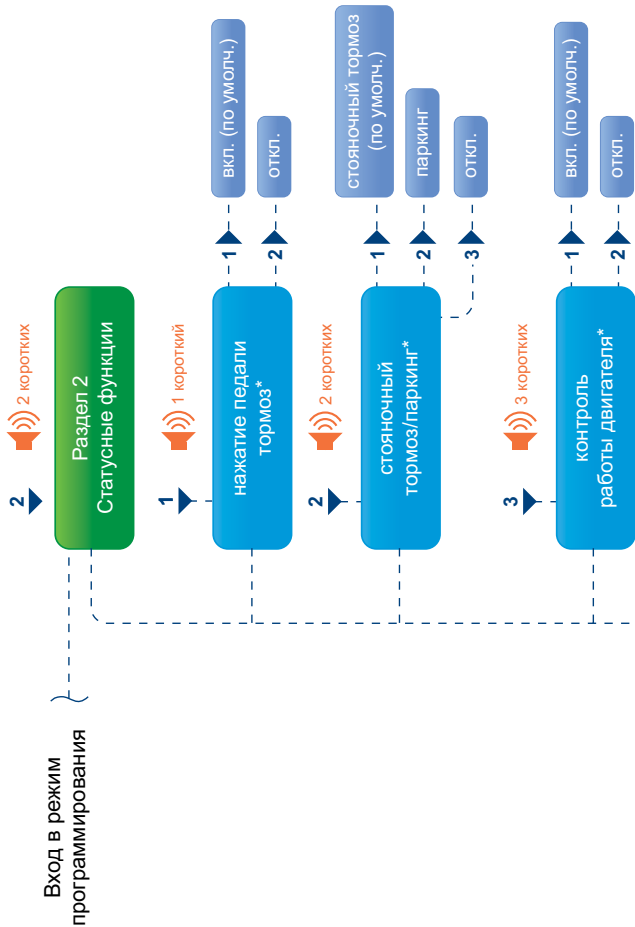 Вход в режим
программирования
2
2 коротких
Раздел 2
Статусные функции
1
1 короткий
нажатие педали
тормоз*
1
вкл. (по умолч.)
2
откл.
2
2 коротких
стояночный
тормоз/паркинг*
1
стояночный тормоз
(по умолч.)
2
паркинг
3
откл.
3
3 коротких
контроль
работы двигателя*
1
вкл. (по умолч.)
2
откл.